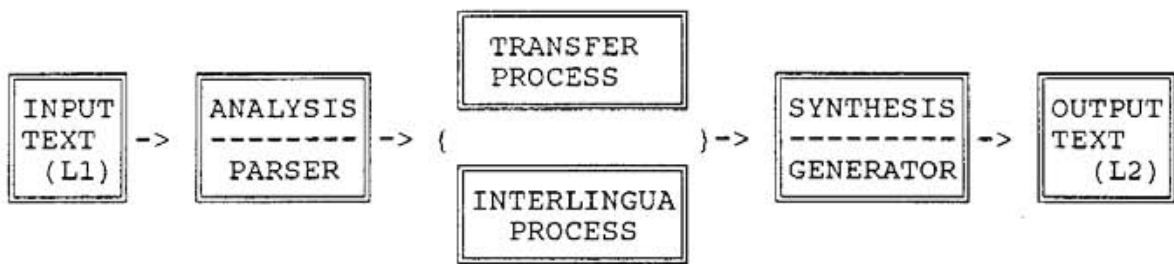 TRANSFER
PROCESS
INPUT
TEXT
(L1)
->
ANALYSIS
--------
PARSER
->
{
}
->
SYNTHESIS
---------
GENERATOR
->
OUTPUT
TEXT
(L2)
INTERLINGUA
PROCESS